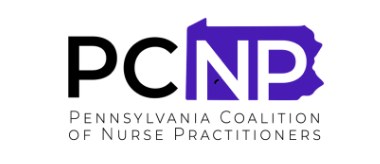 PCNP
PENNSYLVANIA COALITION
OF NURSE PRACTITIONERS